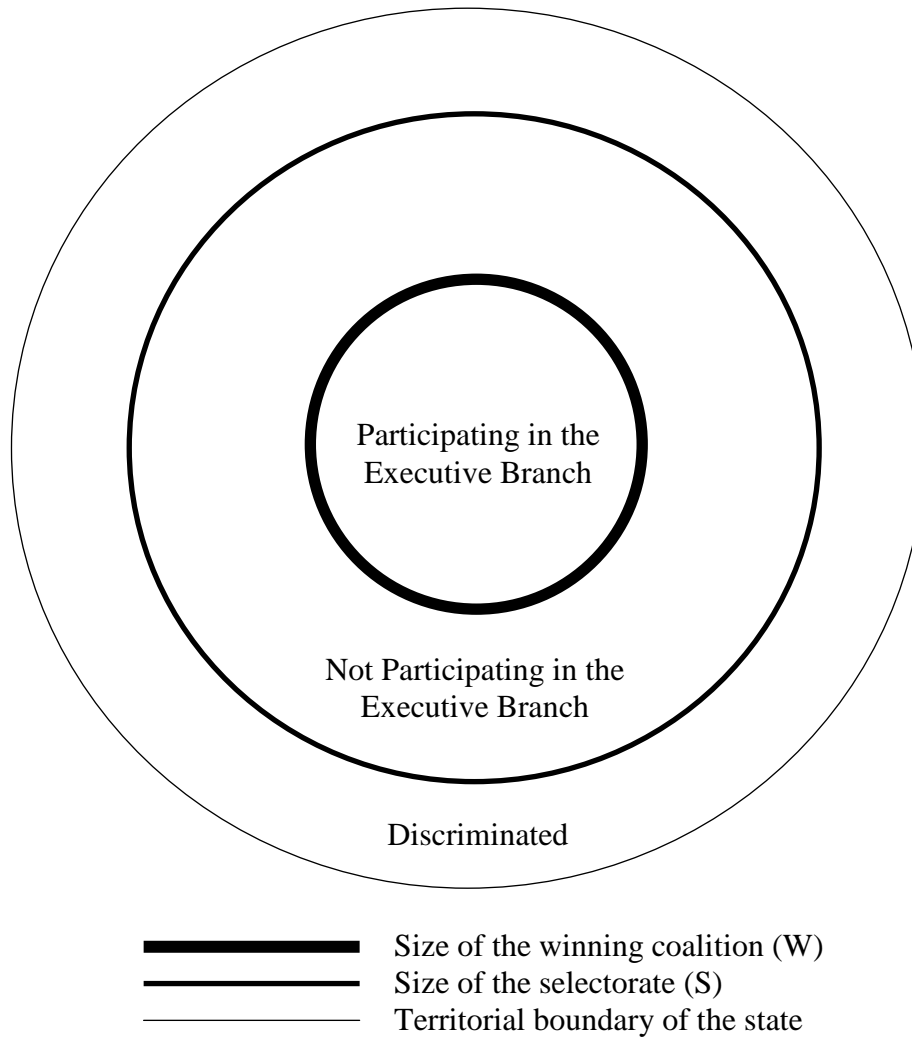 Participating in the
Executive Branch
Not Participating in the
Executive Branch
Discriminated
Size of the winning coalition (W)
Size of the selectorate (S)
Territorial boundary of the state